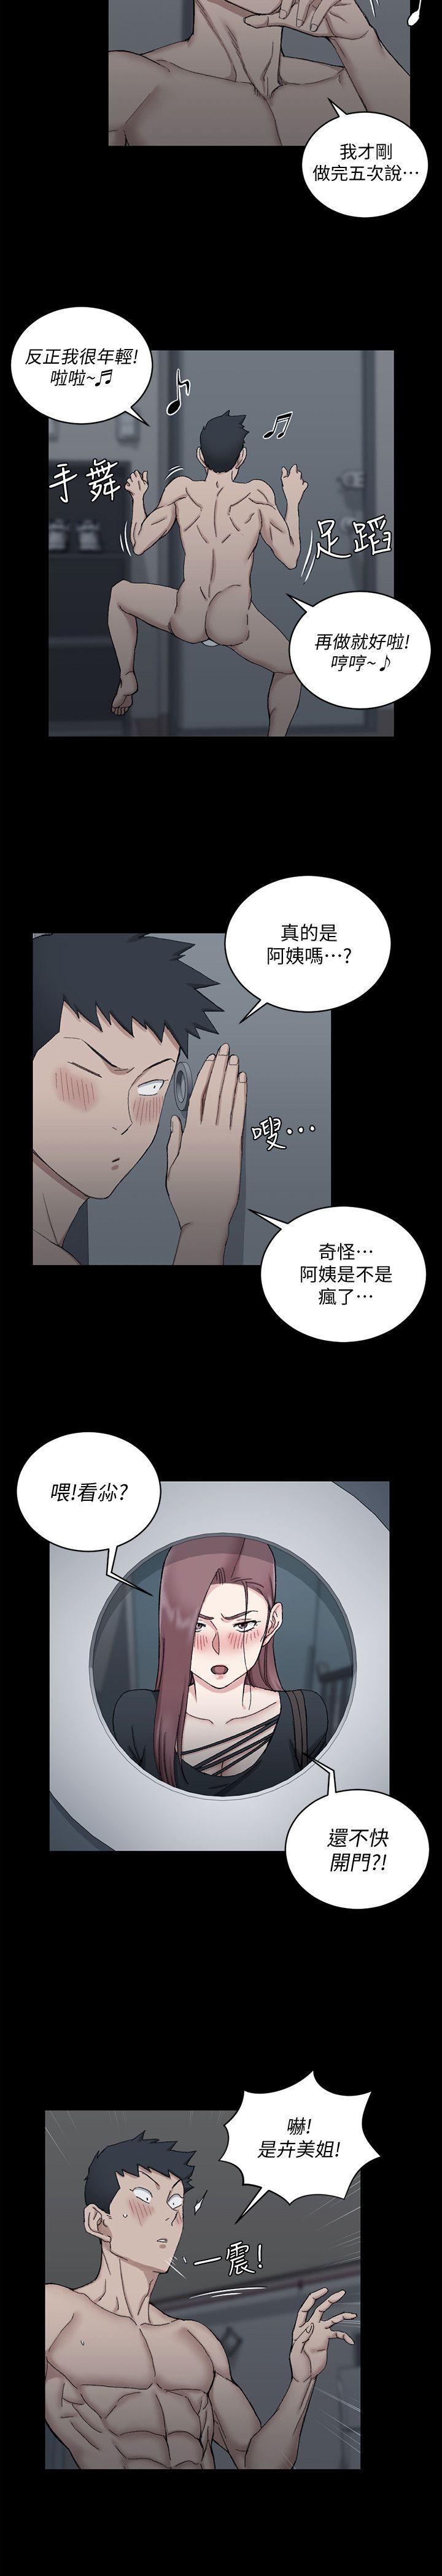 我才剛
做完五次說⋯
反正我很年輕!
啦啦~♬
手舞
足蹈
再做就好啦!
哼哼~♪
真的是
阿姨嗎⋯?
嗖⋯
奇怪⋯
阿姨是不是
瘋了⋯
喂!看尛?
還不快
開門?!
嚇!
是卉美姐!
一震!